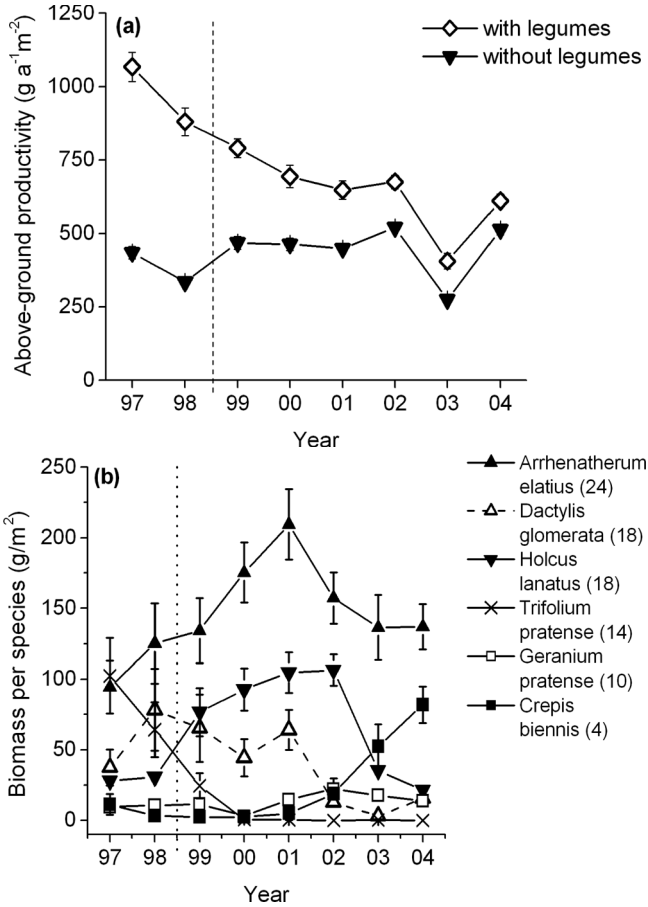 (a)
with legumes
without legumes
Above-ground productivity (g a⁻¹m⁻²)
1250
1000
750
500
250
0
97 98 99 00 01 02 03 04
Year
(b)
Biomass per species (g/m²)
250
200
150
100
50
0
97 98 99 00 01 02 03 04
Year
Arrhenatherum
elatius (24)
Dactylis
glomerata (18)
Holcus
lanatus (18)
Trifolium
pratense (14)
Geranium
pratense (10)
Crepis
biennis (4)